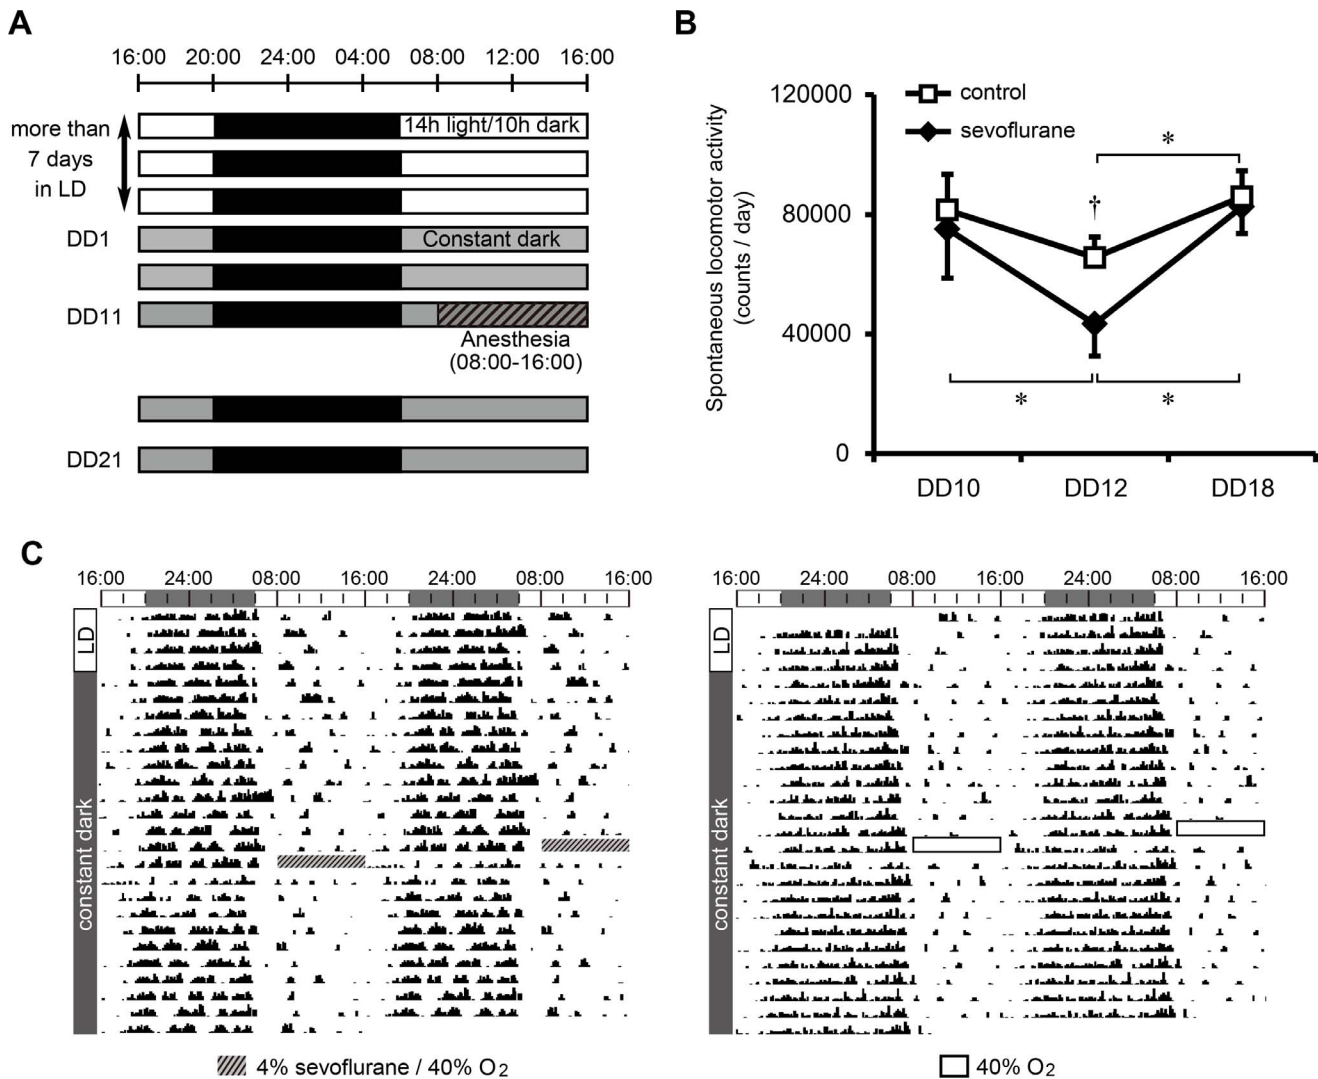 A
16:00 20:00 24:00 04:00 08:00 12:00 16:00
more than
7 days
in LD
14h light/10h dark
DD1
Constant dark
DD11
Anesthesia
(08:00-16:00)
DD21
B
Spontaneous locomotor activity
(counts / day)
120000
80000
40000
0
control
sevoflurane
*
†
* *
DD10 DD12 DD18
C
16:00 24:00 08:00 16:00 24:00 08:00 16:00
LD
constant dark
4% sevoflurane / 40% O2
16:00 24:00 08:00 16:00 24:00 08:00 16:00
LD
constant dark
40% O2